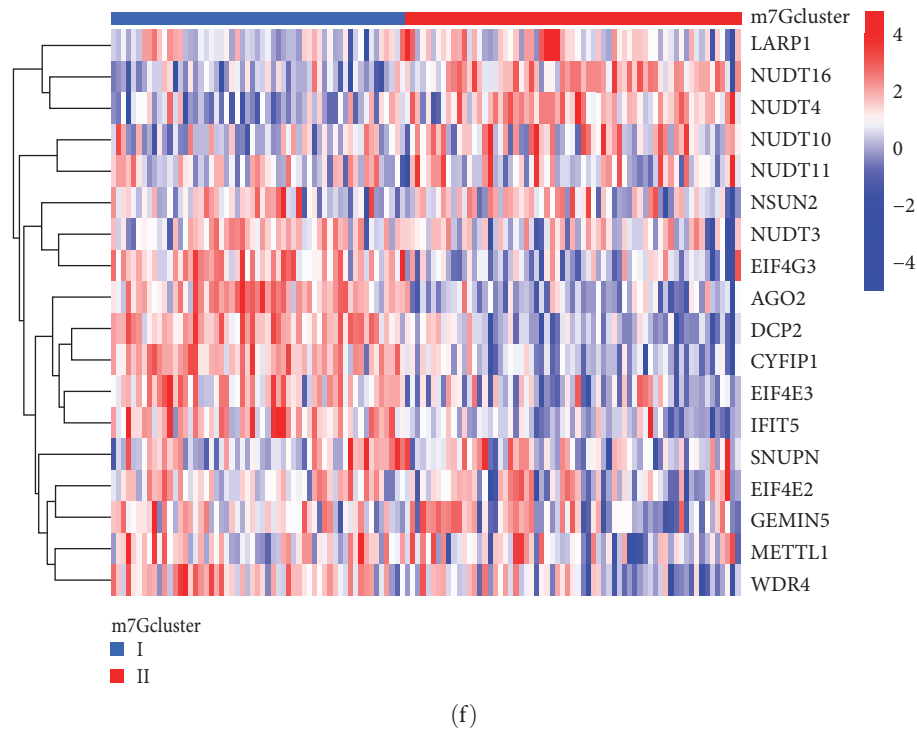 m7Gcluster
LARP1
NUDT16
NUDT4
NUDT10
NUDT11
NSUN2
NUDT3
EIF4G3
AGO2
DCP2
CYFIP1
EIF4E3
IFIT5
SNUPN
EIF4E2
GEMIN5
METTL1
WDR4
4
2
0
−2
−4
m7Gcluster
I
II
(f)